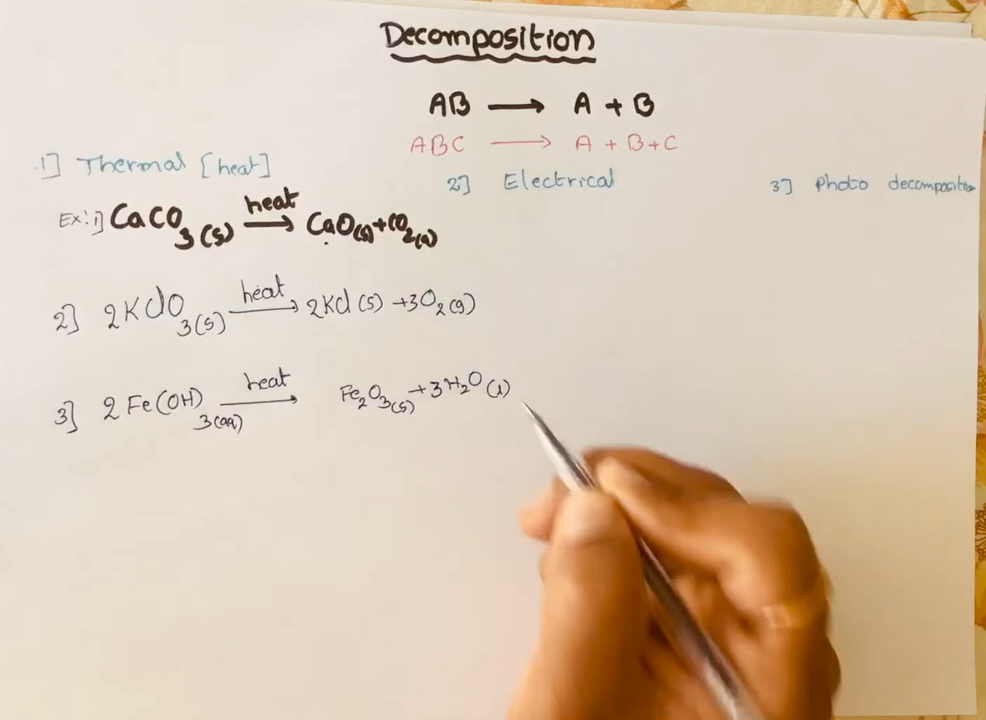 Decomposition
AB ⟶ A + B
ABC ⟶ A + B + C
1] Thermal [heat]
2] Electrical
3] Photo decomposition
Ex: 1] CaCO3(s) heat⟶ CaO(s) + CO2(g)
2] 2KClO3(s) heat⟶ 2KCl(s) + 3O2(g)
3] 2Fe(OH)3(aq) heat⟶ Fe2O3(s) + 3H2O(l)